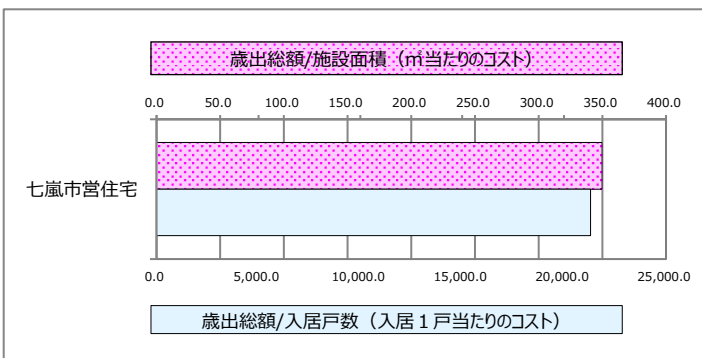 歳出総額/施設面積（㎡当たりのコスト）
0.0 50.0 100.0 150.0 200.0 250.0 300.0 350.0 400.0
七嵐市営住宅
0.0 5,000.0 10,000.0 15,000.0 20,000.0 25,000.0
歳出総額/入居戸数（入居１戸当たりのコスト）